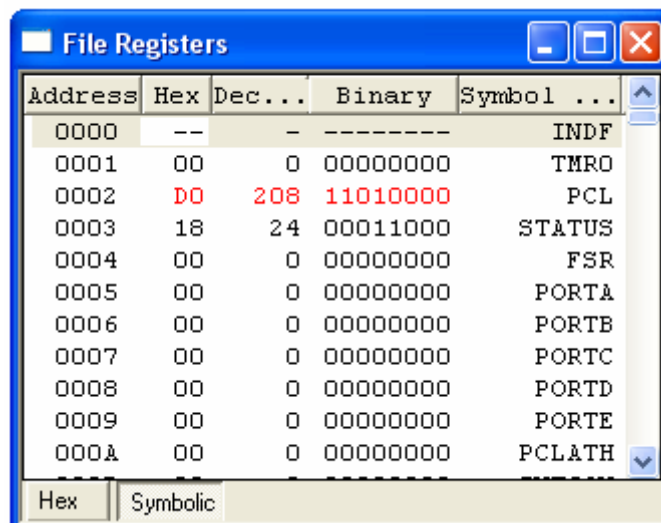 File Registers
Address Hex Dec... Binary Symbol ...
0000 -- - -------- INDF
0001 00 0 00000000 TMR0
0002 D0 208 11010000 PCL
0003 18 24 00011000 STATUS
0004 00 0 00000000 FSR
0005 00 0 00000000 PORTA
0006 00 0 00000000 PORTB
0007 00 0 00000000 PORTC
0008 00 0 00000000 PORTD
0009 00 0 00000000 PORTE
000A 00 0 00000000 PCLATH
Hex Symbolic